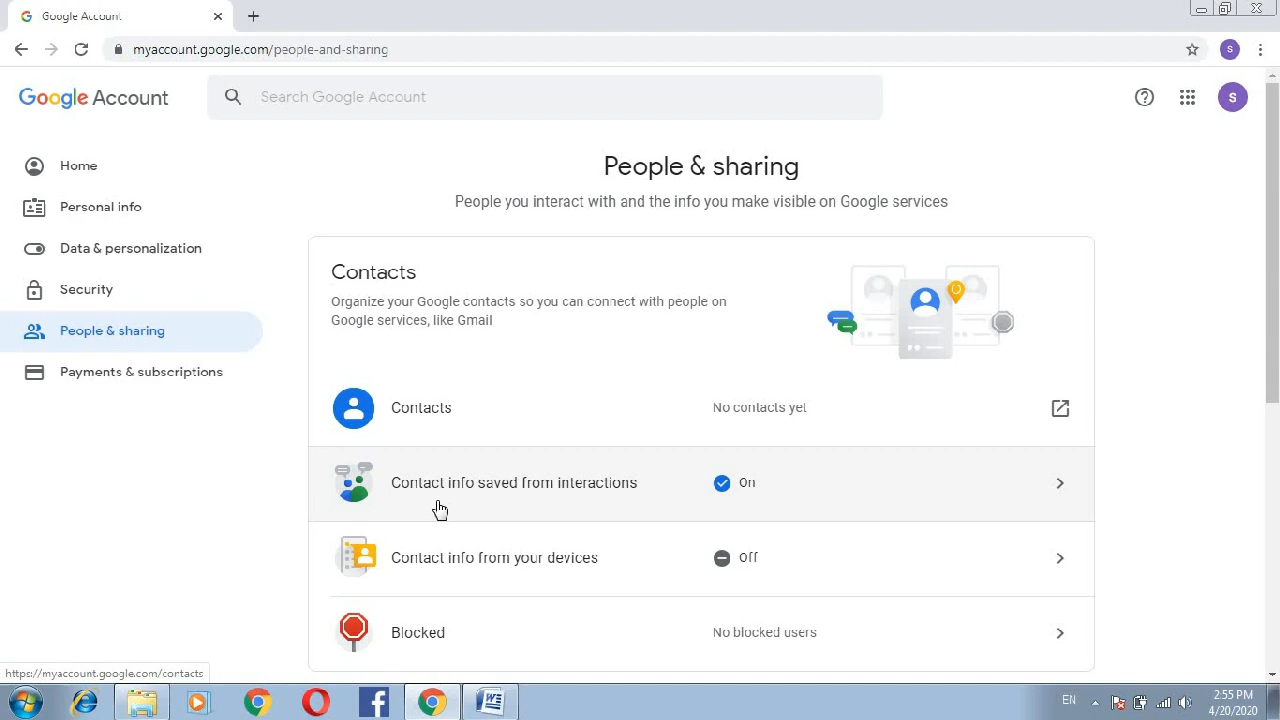 Google Account
myaccount.google.com/people-and-sharing
S
Google Account
Search Google Account
S
Home
Personal info
Data & personalization
Security
People & sharing
Payments & subscriptions
People & sharing
People you interact with and the info you make visible on Google services
Contacts
Organize your Google contacts so you can connect with people on
Google services, like Gmail
Contacts
No contacts yet
Contact info saved from interactions
On
Contact info from your devices
Off
Blocked
No blocked users
https://myaccount.google.com/contacts
EN
2:55 PM
4/20/2020